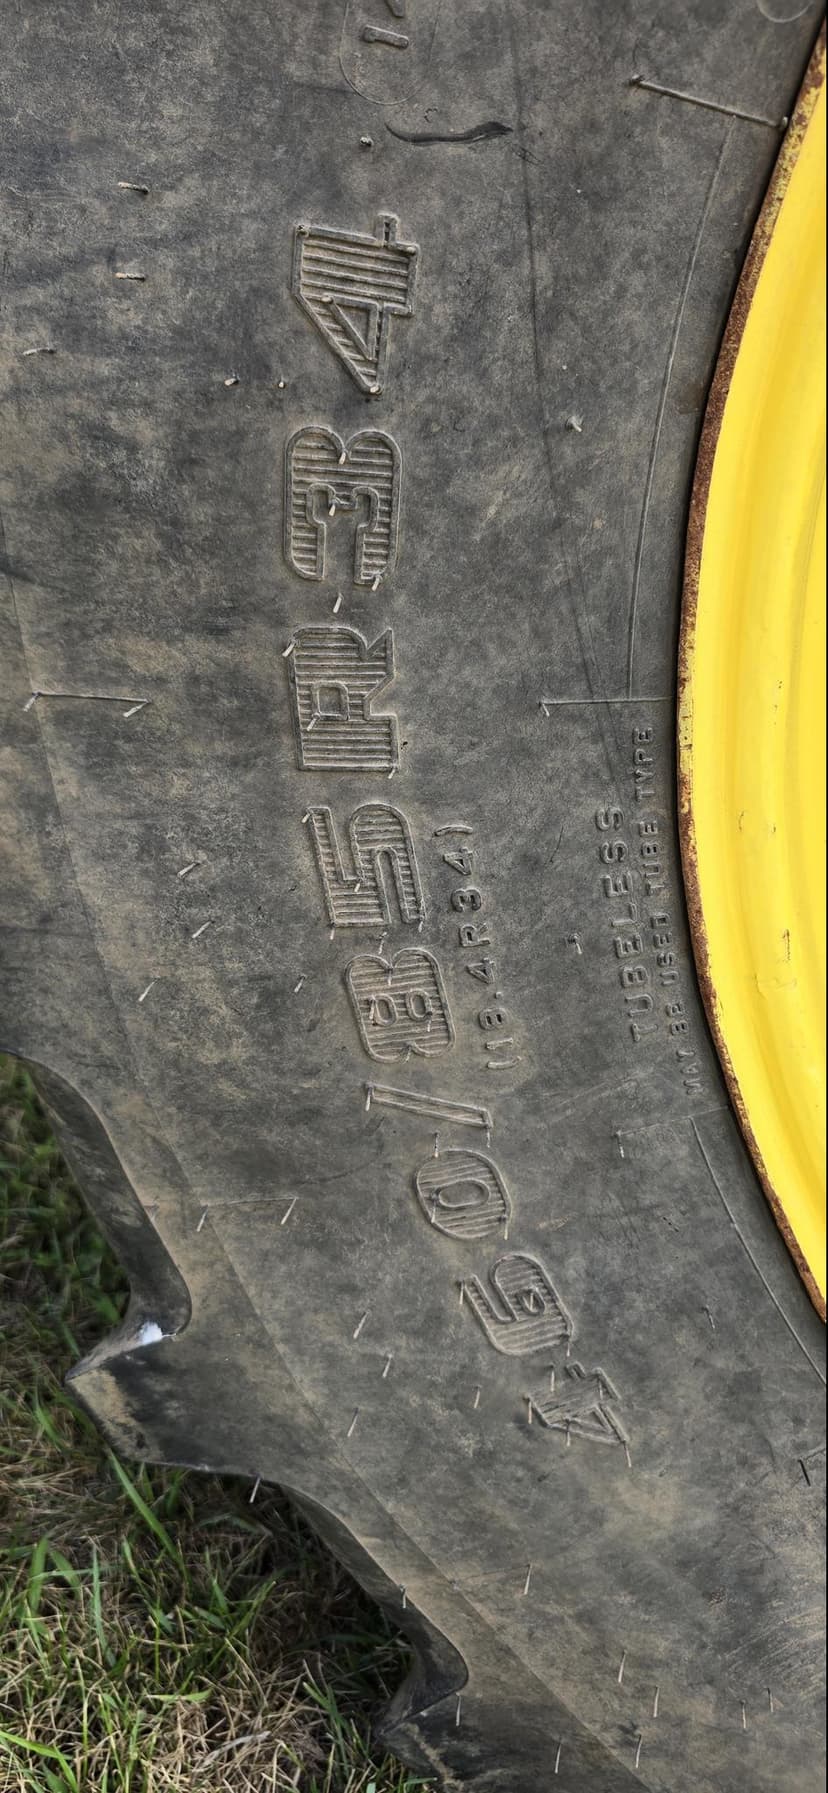 460/85R34
(18.4R34)
TUBELESS
MAY BE USED TUBE TYPE